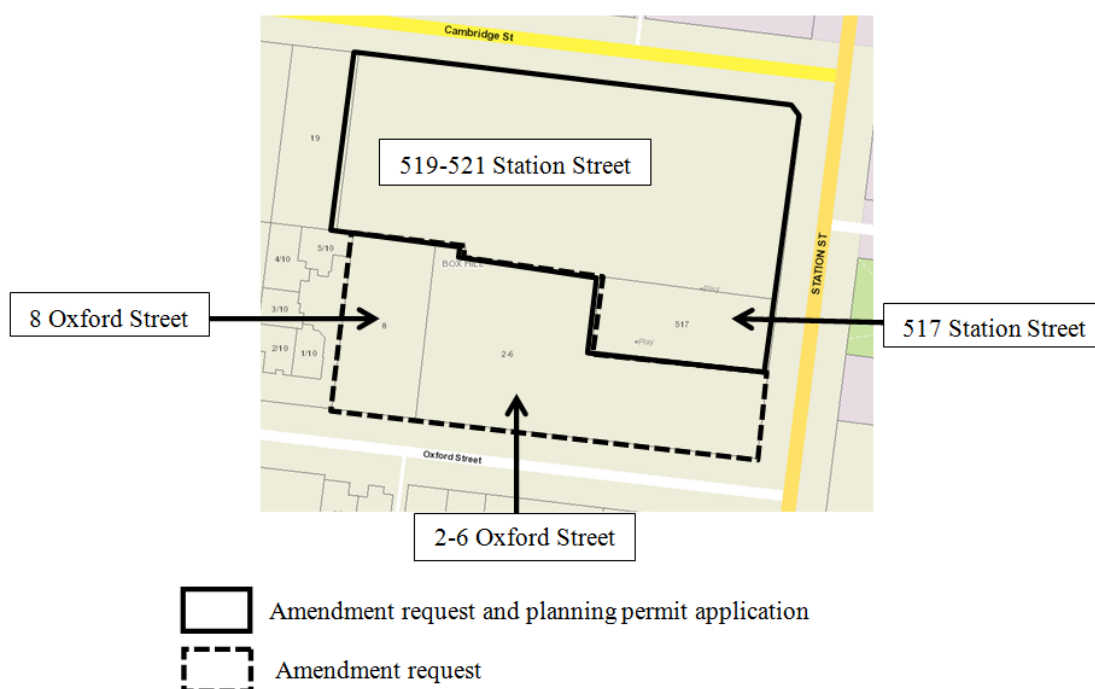 Cambridge St
19
519-521 Station Street
STATION ST
5/10
4/10
BOX HILL
Play
8 Oxford Street
3/10
8
517
517 Station Street
Play
2/10
1/10
2-6
Oxford Street
2-6 Oxford Street
Amendment request and planning permit application
Amendment request